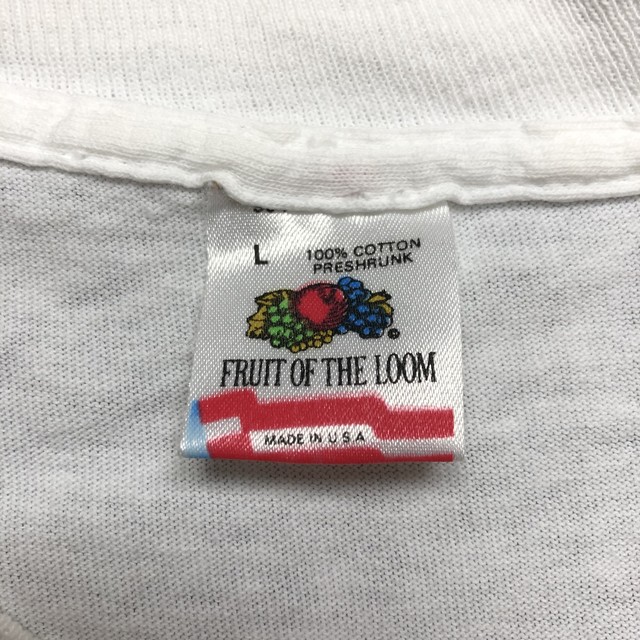 L 100% COTTON
PRESHRUNK
®
FRUIT OF THE LOOM
MADE IN U S A